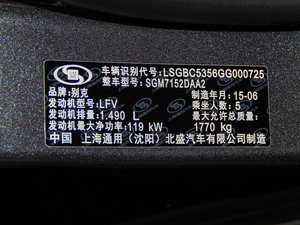 车辆识别代号:LSGBC5356GG000725
整车型号:SGM7152DAA2
品牌:别克 制造年月:15-06
发动机型号:LFV 乘坐人数:5
发动机排量:1.490 L 最大允许总质量:
发动机最大净功率:119 kW 1770 kg
中国 上海通用(沈阳)北盛汽车有限公司制造